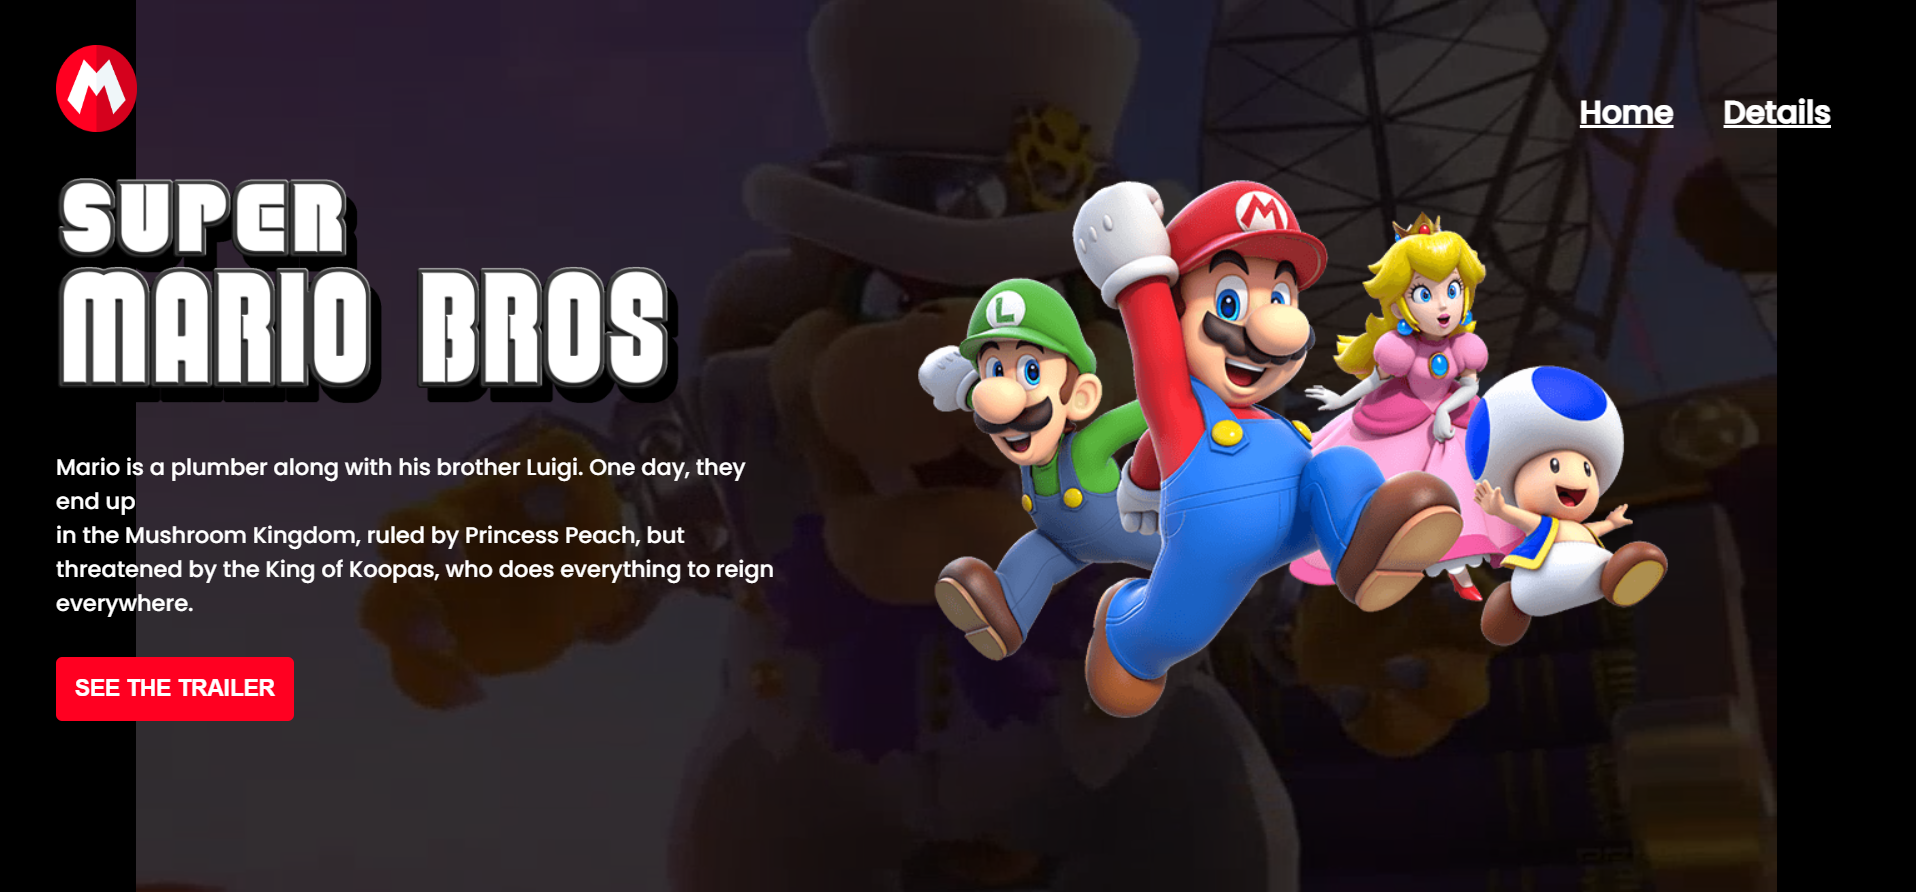 M
Home Details
SUPER
MARIO BROS
M
L
Mario is a plumber along with his brother Luigi. One day, they
end up
in the Mushroom Kingdom, ruled by Princess Peach, but
threatened by the King of Koopas, who does everything to reign
everywhere.
SEE THE TRAILER